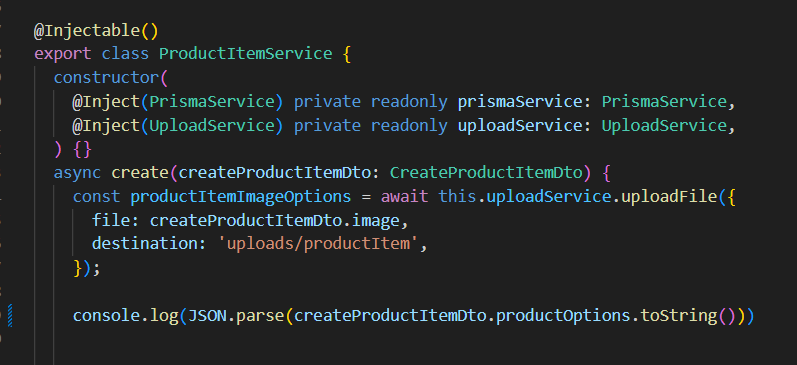 @Injectable()
export class ProductItemService {
  constructor(
    @Inject(PrismaService) private readonly prismaService: PrismaService,
    @Inject(UploadService) private readonly uploadService: UploadService,
  ) {}
  async create(createProductItemDto: CreateProductItemDto) {
    const productItemImageOptions = await this.uploadService.uploadFile({
      file: createProductItemDto.image,
      destination: 'uploads/productItem',
    });
    console.log(JSON.parse(createProductItemDto.productOptions.toString()))